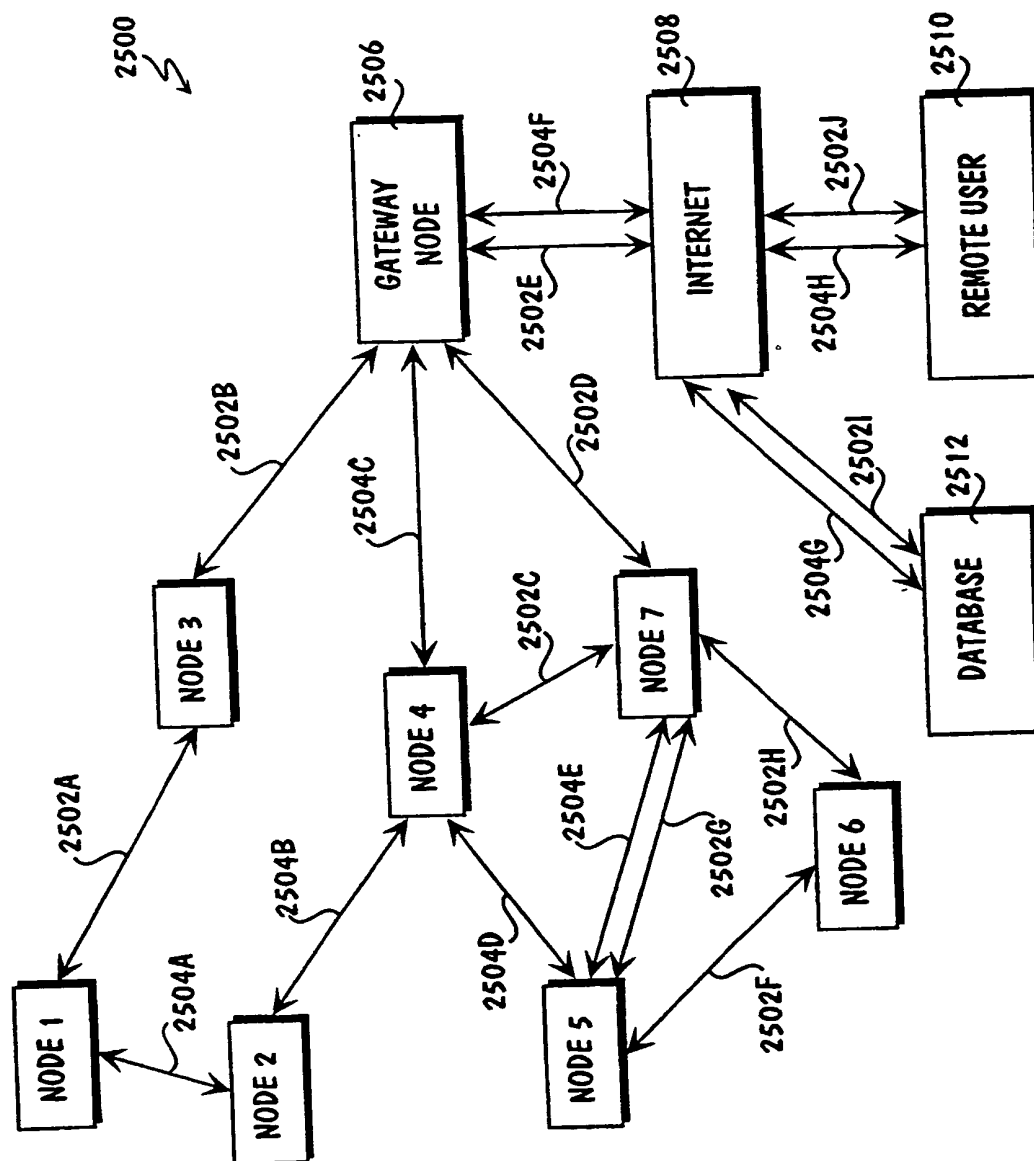 2500
2506
GATEWAY
NODE
2504F
2502E
2508
INTERNET
2502J
2504H
2510
REMOTE USER
2502B
2504C
2502D
2502I
2504G
2512
DATABASE
NODE 3
NODE 4
2502C
NODE 7
2502A
2504B
2504D
2504E
2502G
2502H
NODE 6
2502F
NODE 1
2504A
NODE 2
NODE 5